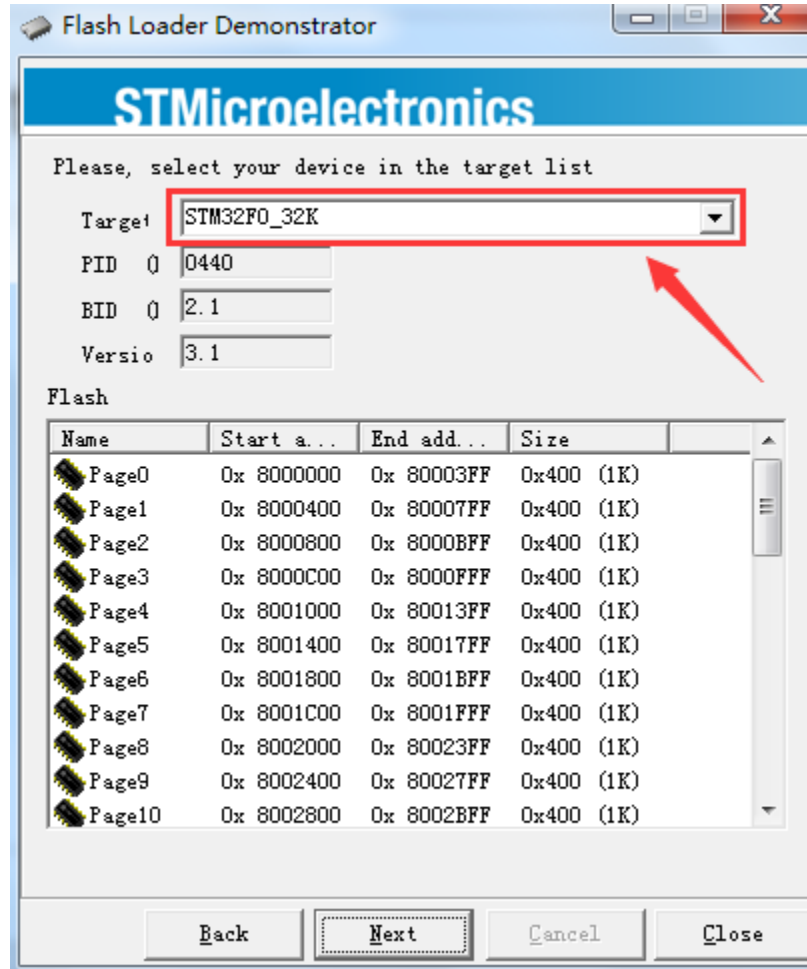 Flash Loader Demonstrator
STMicroelectronics
Please, select your device in the target list
Target STM32F0_32K
PID () 0440
BID () 2.1
Versio 3.1
Flash
Name Start a... End add... Size
Page0 0x 8000000 0x 80003FF 0x400 (1K)
Page1 0x 8000400 0x 80007FF 0x400 (1K)
Page2 0x 8000800 0x 8000BFF 0x400 (1K)
Page3 0x 8000C00 0x 8000FFF 0x400 (1K)
Page4 0x 8001000 0x 80013FF 0x400 (1K)
Page5 0x 8001400 0x 80017FF 0x400 (1K)
Page6 0x 8001800 0x 8001BFF 0x400 (1K)
Page7 0x 8001C00 0x 8001FFF 0x400 (1K)
Page8 0x 8002000 0x 80023FF 0x400 (1K)
Page9 0x 8002400 0x 80027FF 0x400 (1K)
Page10 0x 8002800 0x 8002BFF 0x400 (1K)
Back Next Cancel Close